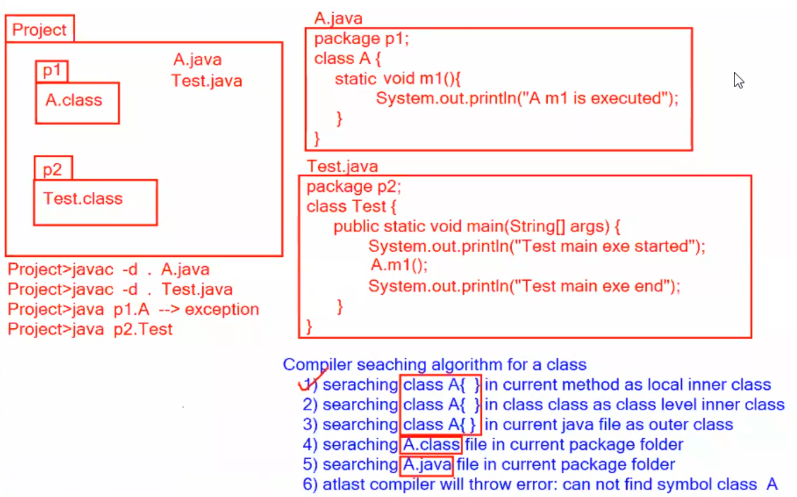 Project
p1
A.class
A.java
Test.java
p2
Test.class
Project>javac -d . A.java
Project>javac -d . Test.java
Project>java p1.A --> exception
Project>java p2.Test
A.java
package p1;
class A {
static void m1(){
System.out.println("A m1 is executed");
}
}
Test.java
package p2;
class Test {
public static void main(String[] args) {
System.out.println("Test main exe started");
A.m1();
System.out.println("Test main exe end");
}
}
Compiler seaching algorithm for a class
1) seraching class A{ } in current method as local inner class
2) searching class A{ } in class class as class level inner class
3) searching class A{ } in current java file as outer class
4) seraching A.class file in current package folder
5) searching A.java file in current package folder
6) atlast compiler will throw error: can not find symbol class A